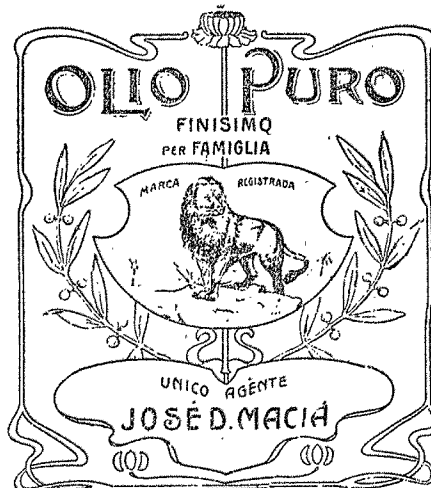 OLIO PURO
FINISIMO
PER FAMIGLIA
MARCA REGISTRADA
UNICO AGENTE
JOSÉ D. MACIÁ